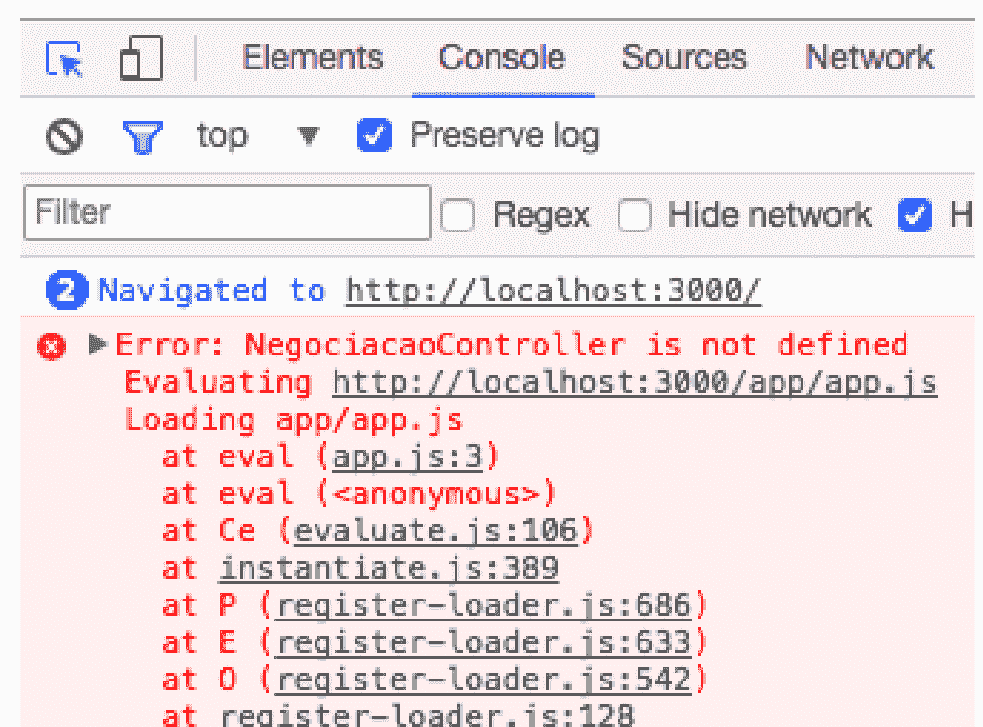 Elements Console Sources Network
top ▼ Preserve log
Filter Regex Hide network H
2 Navigated to http://localhost:3000/
Error: NegociacaoController is not defined
Evaluating http://localhost:3000/app/app.js
Loading app/app.js
at eval (app.js:3)
at eval (<anonymous>)
at Ce (evaluate.js:106)
at instantiate.js:389
at P (register-loader.js:686)
at E (register-loader.js:633)
at O (register-loader.js:542)
at register-loader.js:128